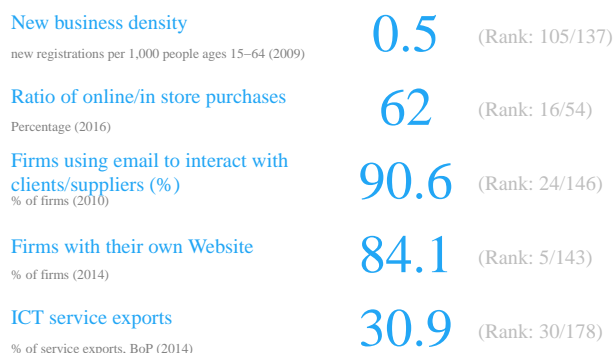 New business density
0.5 (Rank: 105/137)
new registrations per 1,000 people ages 15–64 (2009)
Ratio of online/in store purchases
62 (Rank: 16/54)
Percentage (2016)
Firms using email to interact with
clients/suppliers (%)
90.6 (Rank: 24/146)
% of firms (2010)
Firms with their own Website
84.1 (Rank: 5/143)
% of firms (2014)
ICT service exports
30.9 (Rank: 30/178)
% of service exports, BoP (2014)